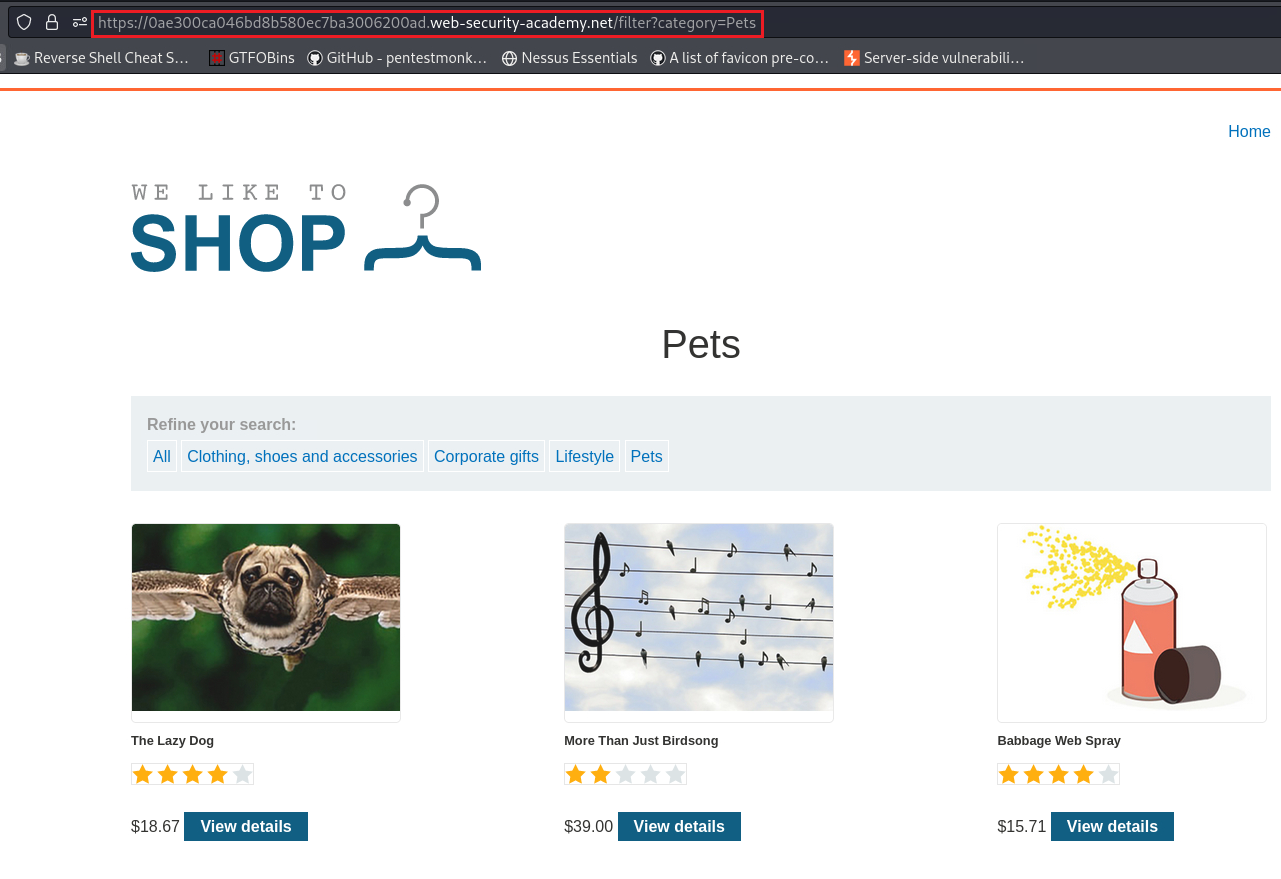 https://0ae300ca046bd8b580ec7ba3006200ad.web-security-academy.net/filter?category=Pets
Reverse Shell Cheat S… GTFOBins GitHub - pentestmonk… Nessus Essentials A list of favicon pre-co… Server-side vulnerabili…
Home
WE LIKE TO
SHOP
Pets
Refine your search:
All Clothing, shoes and accessories Corporate gifts Lifestyle Pets
The Lazy Dog More Than Just Birdsong Babbage Web Spray
$18.67 View details $39.00 View details $15.71 View details